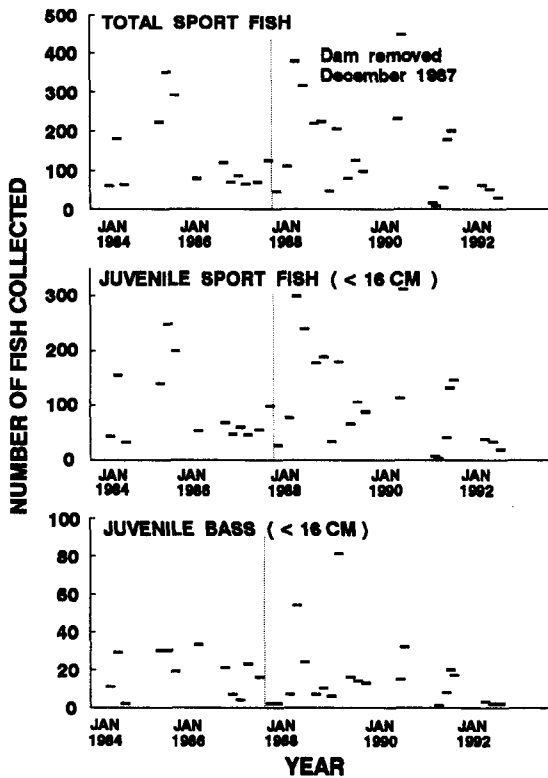 TOTAL SPORT FISH
500
400
300
200
100
0
Dam removed
December 1987
JAN
1984
JAN
1986
JAN
1988
JAN
1990
JAN
1992
NUMBER OF FISH COLLECTED
JUVENILE SPORT FISH ( < 16 CM )
300
200
100
0
JAN
1984
JAN
1986
JAN
1988
JAN
1990
JAN
1992
JUVENILE BASS ( < 16 CM )
100
80
60
40
20
0
JAN
1984
JAN
1986
JAN
1988
JAN
1990
JAN
1992
YEAR